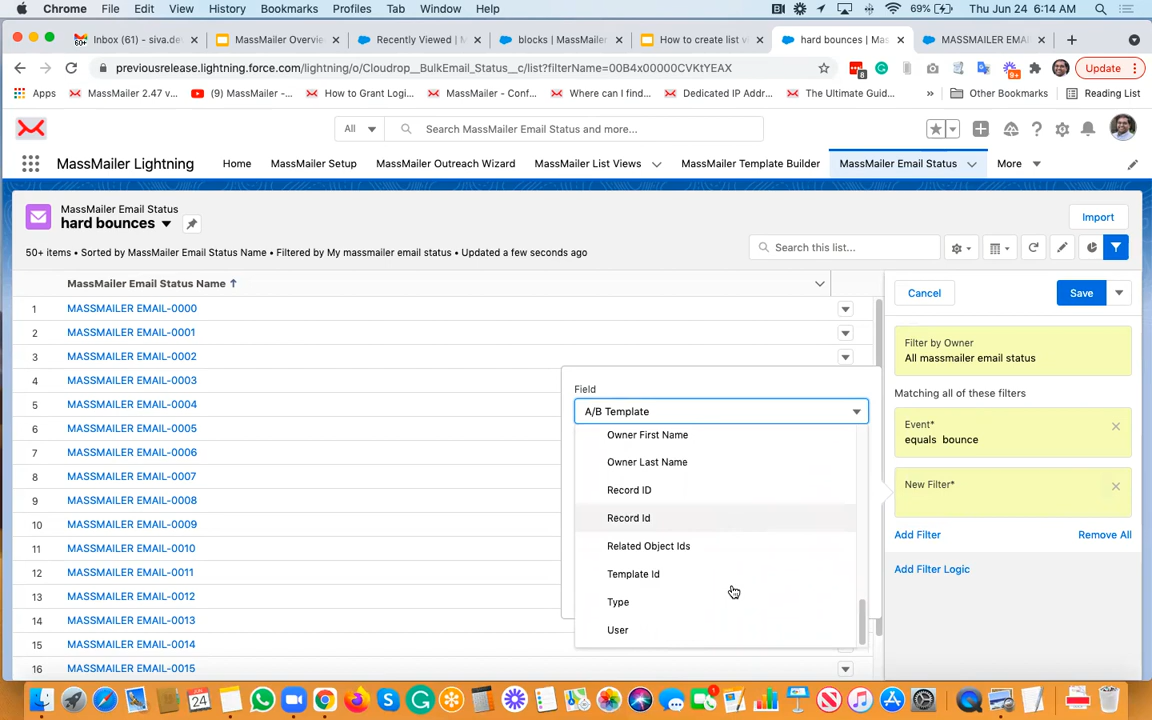 Chrome File Edit View History Bookmarks Profiles Tab Window Help 69% Thu Jun 24 6:14 AM
60+ Inbox (61) - siva.de MassMailer Overvie Recently Viewed | M blocks | MassMailer How to create list v hard bounces | Mas MASSMAILER EMAI
previousrelease.lightning.force.com/lightning/o/Cloudrop__BulkEmail_Status__c/list?filterName=00B4x00000CVKtYEAX 8 9+ Update
Apps MassMailer 2.47 v... (9) MassMailer -... How to Grant Logi... MassMailer - Conf... Where can I find... Dedicated IP Addr... The Ultimate Guid... » Other Bookmarks Reading List
All Search MassMailer Email Status and more...
MassMailer Lightning Home MassMailer Setup MassMailer Outreach Wizard MassMailer List Views MassMailer Template Builder MassMailer Email Status More
MassMailer Email Status
hard bounces
Import
50+ items • Sorted by MassMailer Email Status Name • Filtered by My massmailer email status • Updated a few seconds ago
Search this list...
MassMailer Email Status Name
1 MASSMAILER EMAIL-0000
2 MASSMAILER EMAIL-0001
3 MASSMAILER EMAIL-0002
4 MASSMAILER EMAIL-0003
5 MASSMAILER EMAIL-0004
6 MASSMAILER EMAIL-0005
7 MASSMAILER EMAIL-0006
8 MASSMAILER EMAIL-0007
9 MASSMAILER EMAIL-0008
10 MASSMAILER EMAIL-0009
11 MASSMAILER EMAIL-0010
12 MASSMAILER EMAIL-0011
13 MASSMAILER EMAIL-0012
14 MASSMAILER EMAIL-0013
15 MASSMAILER EMAIL-0014
16 MASSMAILER EMAIL-0015
Field
A/B Template
Owner First Name
Owner Last Name
Record ID
Record Id
Related Object Ids
Template Id
Type
User
Cancel Save
Filter by Owner
All massmailer email status
Matching all of these filters
Event*
equals bounce
New Filter*
Add Filter Remove All
Add Filter Logic
24
1